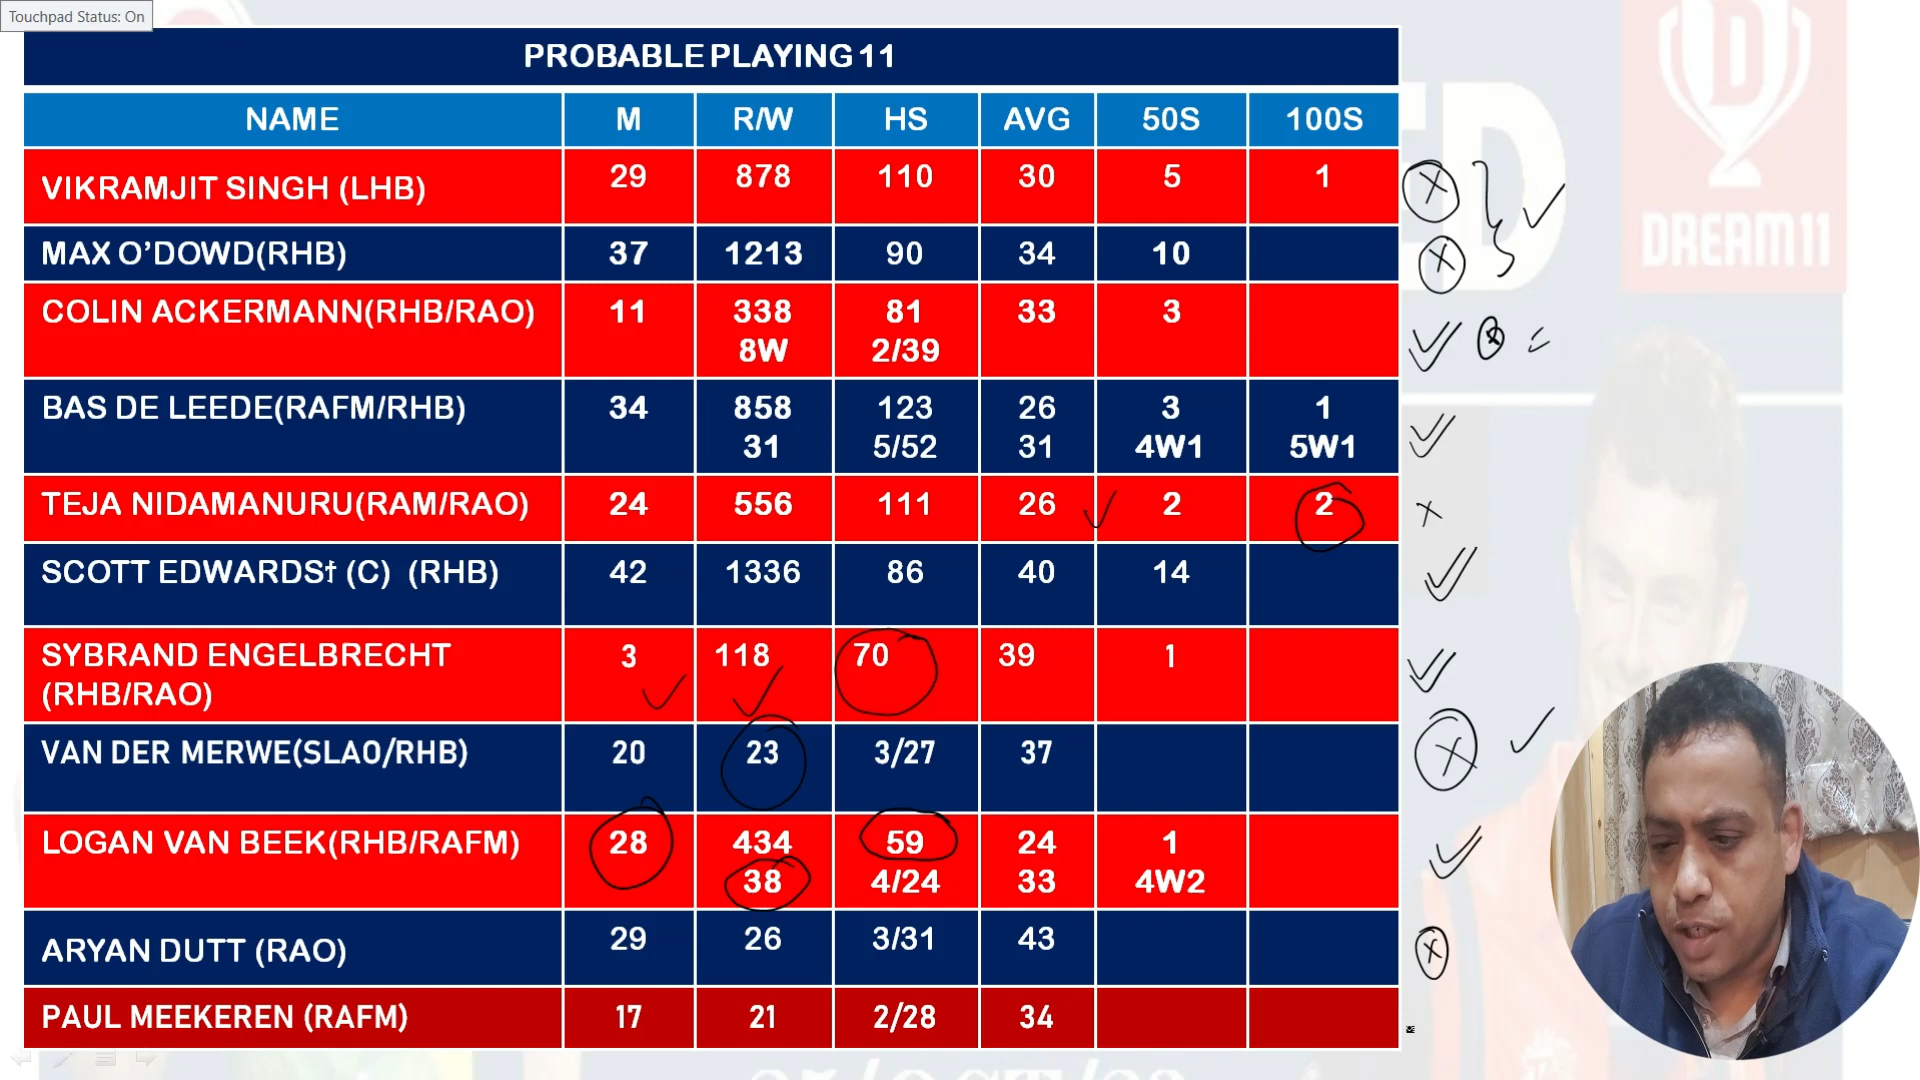 Touchpad Status: On
PROBABLE PLAYING 11
NAME M R/W HS AVG 50S 100S
VIKRAMJIT SINGH (LHB) 29 878 110 30 5 1
MAX O’DOWD(RHB) 37 1213 90 34 10
COLIN ACKERMANN(RHB/RAO) 11 338 81 33 3
8W 2/39
BAS DE LEEDE(RAFM/RHB) 34 858 123 26 3 1
31 5/52 31 4W1 5W1
TEJA NIDAMANURU(RAM/RAO) 24 556 111 26 2 2
SCOTT EDWARDS† (C) (RHB) 42 1336 86 40 14
SYBRAND ENGELBRECHT 3 118 70 39 1
(RHB/RAO)
VAN DER MERWE(SLAO/RHB) 20 23 3/27 37
LOGAN VAN BEEK(RHB/RAFM) 28 434 59 24 1
38 4/24 33 4W2
ARYAN DUTT (RAO) 29 26 3/31 43
PAUL MEEKEREN (RAFM) 17 21 2/28 34
DREAM11